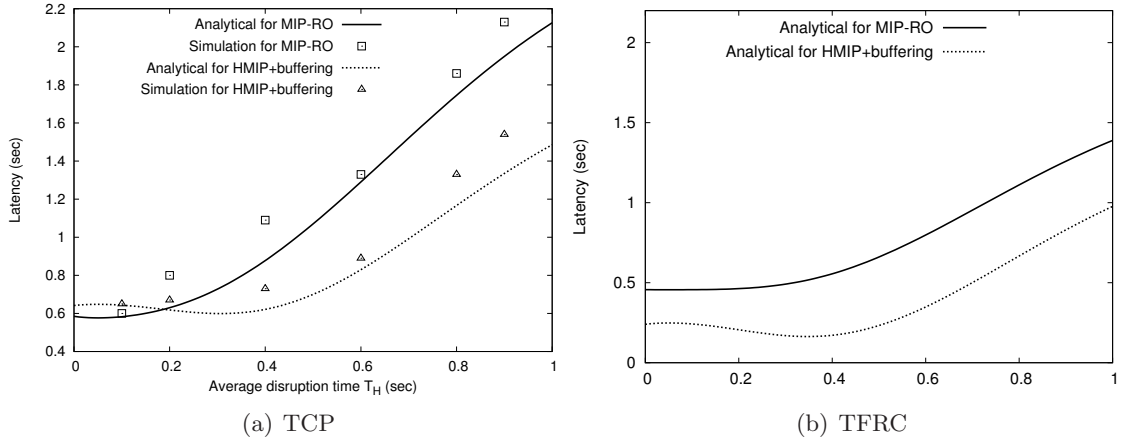 2.2
2
1.8
1.6
1.4
1.2
1
0.8
0.6
0.4
Latency (sec)
Analytical for MIP-RO
Simulation for MIP-RO
Analytical for HMIP+buffering
Simulation for HMIP+buffering
0 0.2 0.4 0.6 0.8 1
Average disruption time T_H (sec)
(a) TCP
2
1.5
1
0.5
0
Latency (sec)
Analytical for MIP-RO
Analytical for HMIP+buffering
0 0.2 0.4 0.6 0.8 1
(b) TFRC